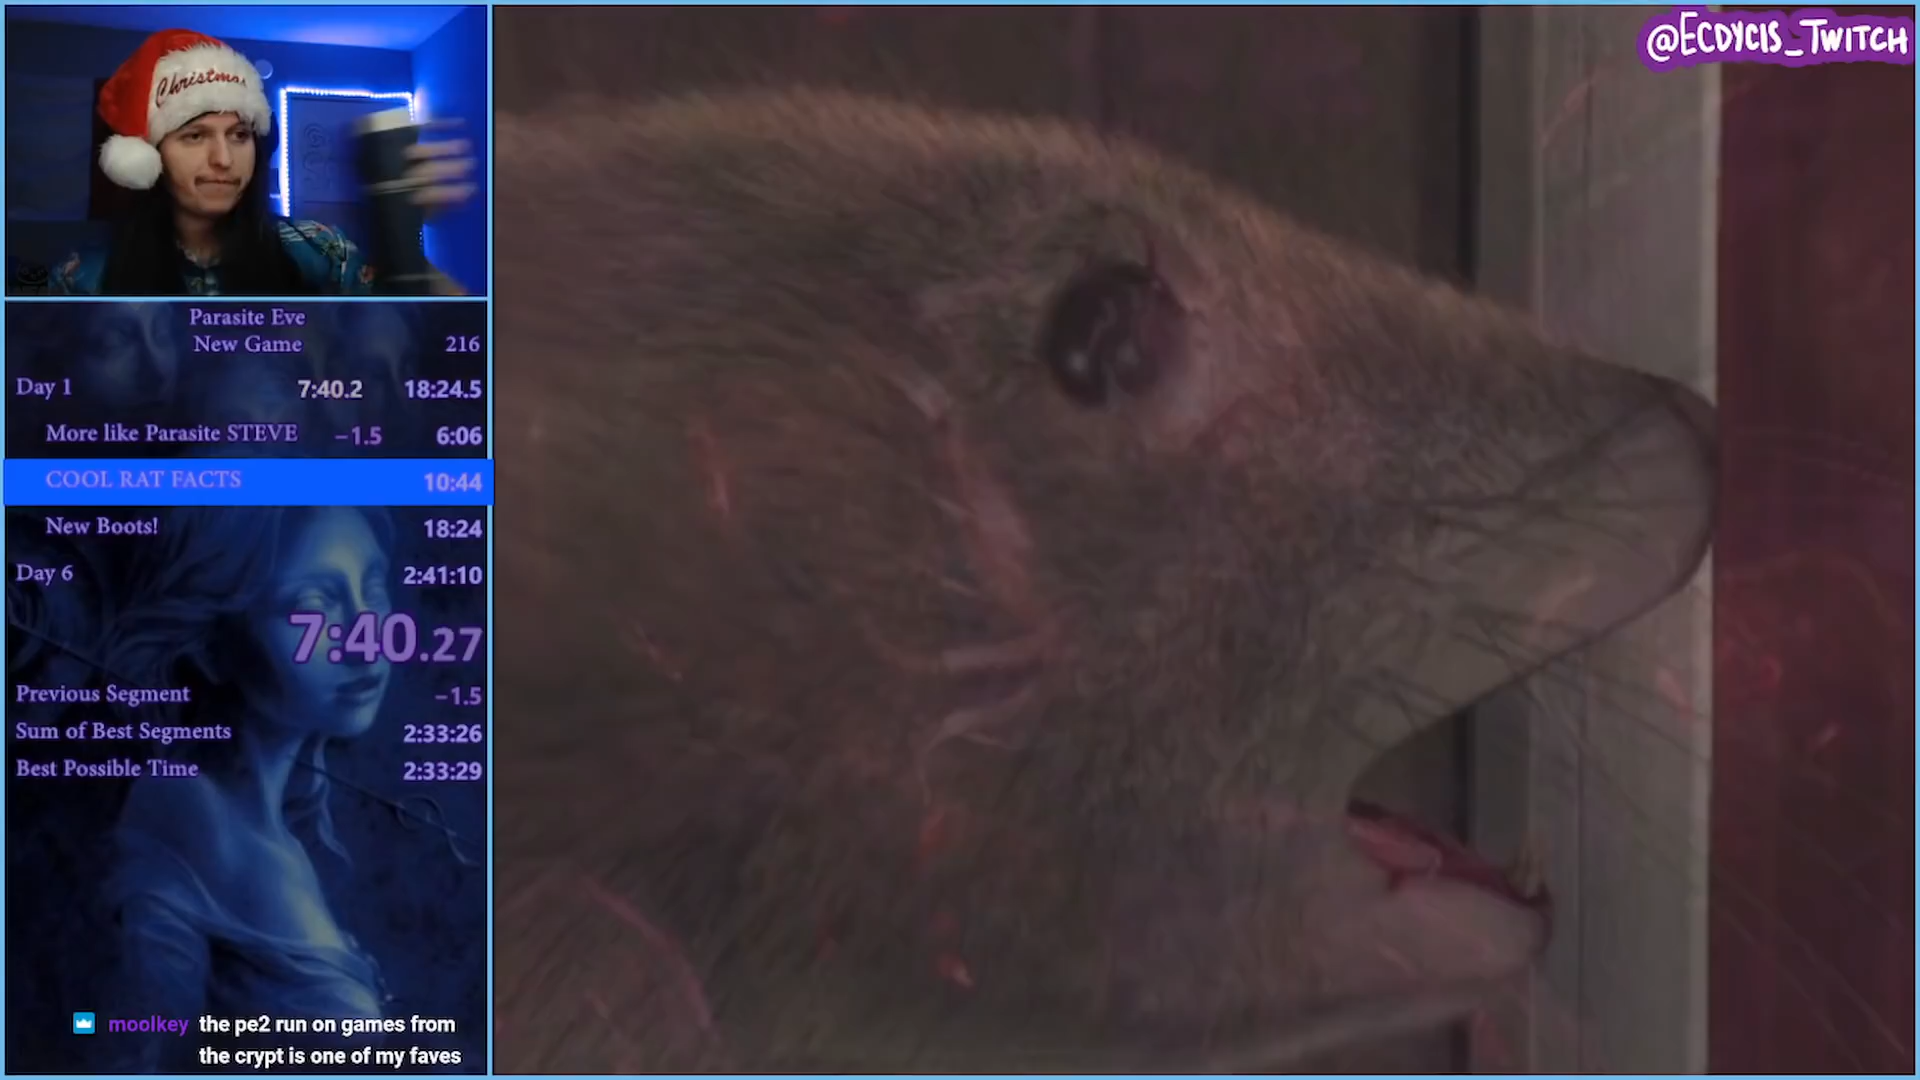 @ECDYCIS_TWITCH
Christmas
Parasite Eve
New Game 216
Day 1 7:40.2 18:24.5
More like Parasite STEVE −1.5 6:06
COOL RAT FACTS 10:44
New Boots! 18:24
Day 6 2:41:10
7:40.27
Previous Segment −1.5
Sum of Best Segments 2:33:26
Best Possible Time 2:33:29
moolkey the pe2 run on games from
the crypt is one of my faves